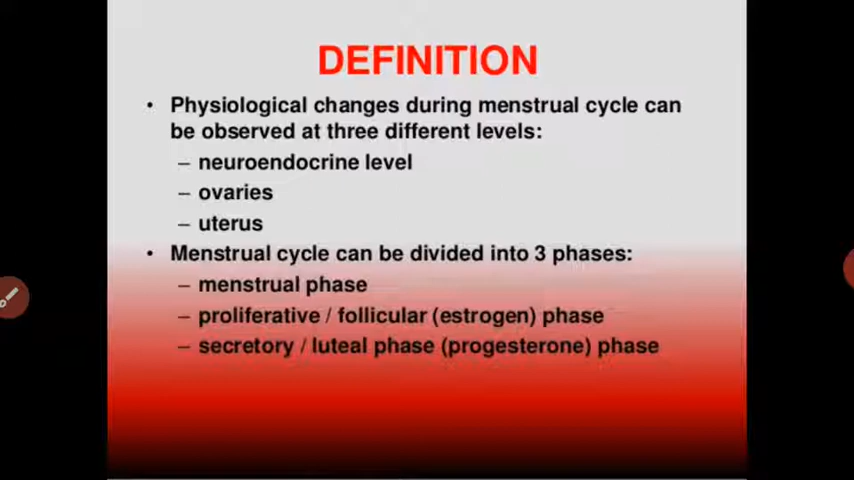 DEFINITION
• Physiological changes during menstrual cycle can
be observed at three different levels:
– neuroendocrine level
– ovaries
– uterus
• Menstrual cycle can be divided into 3 phases:
– menstrual phase
– proliferative / follicular (estrogen) phase
– secretory / luteal phase (progesterone) phase